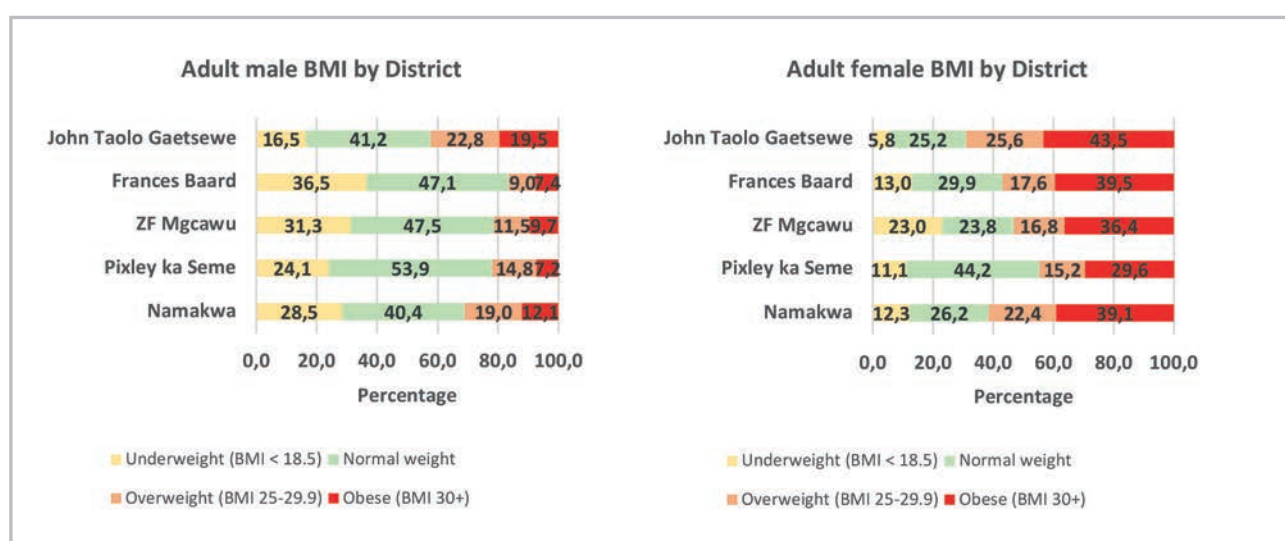 Adult male BMI by District
John Taolo Gaetsewe 16,5 41,2 22,8 19,5
Frances Baard 36,5 47,1 9,0 7,4
ZF Mgcawu 31,3 47,5 11,5 9,7
Pixley ka Seme 24,1 53,9 14,8 7,2
Namakwa 28,5 40,4 19,0 12,1
0,0 20,0 40,0 60,0 80,0 100,0
Percentage
Underweight (BMI < 18.5) Normal weight
Overweight (BMI 25-29.9) Obese (BMI 30+)
Adult female BMI by District
John Taolo Gaetsewe 5,8 25,2 25,6 43,5
Frances Baard 13,0 29,9 17,6 39,5
ZF Mgcawu 23,0 23,8 16,8 36,4
Pixley ka Seme 11,1 44,2 15,2 29,6
Namakwa 12,3 26,2 22,4 39,1
0,0 20,0 40,0 60,0 80,0 100,0
Percentage
Underweight (BMI < 18.5) Normal weight
Overweight (BMI 25-29.9) Obese (BMI 30+)